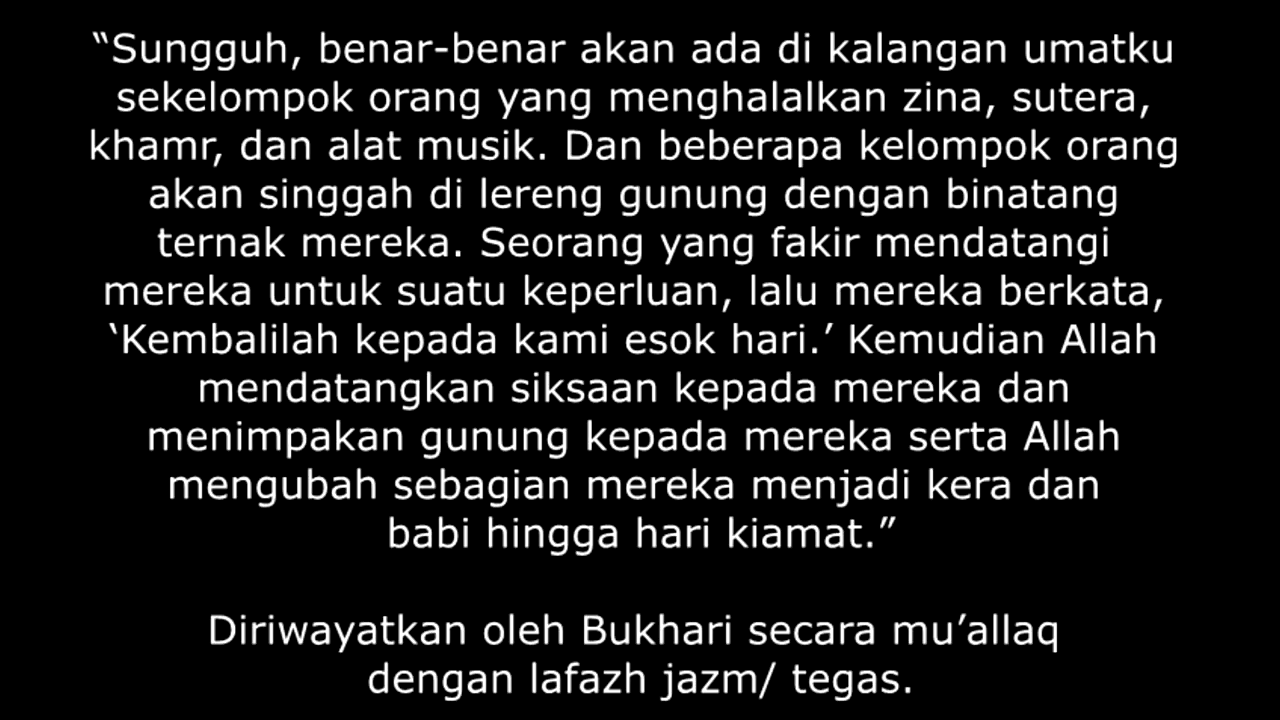 “Sungguh, benar-benar akan ada di kalangan umatku
sekelompok orang yang menghalalkan zina, sutera,
khamr, dan alat musik. Dan beberapa kelompok orang
akan singgah di lereng gunung dengan binatang
ternak mereka. Seorang yang fakir mendatangi
mereka untuk suatu keperluan, lalu mereka berkata,
‘Kembalilah kepada kami esok hari.’ Kemudian Allah
mendatangkan siksaan kepada mereka dan
menimpakan gunung kepada mereka serta Allah
mengubah sebagian mereka menjadi kera dan
babi hingga hari kiamat.”
Diriwayatkan oleh Bukhari secara mu’allaq
dengan lafazh jazm/ tegas.